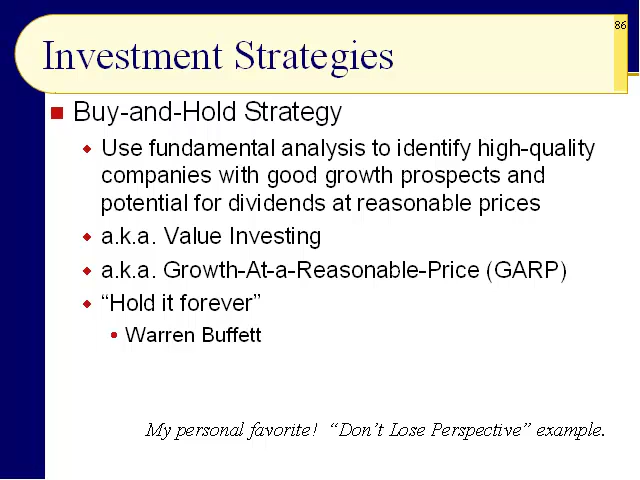 86
Investment Strategies
Buy-and-Hold Strategy
Use fundamental analysis to identify high-quality
companies with good growth prospects and
potential for dividends at reasonable prices
a.k.a. Value Investing
a.k.a. Growth-At-a-Reasonable-Price (GARP)
“Hold it forever”
Warren Buffett
My personal favorite! “Don’t Lose Perspective” example.